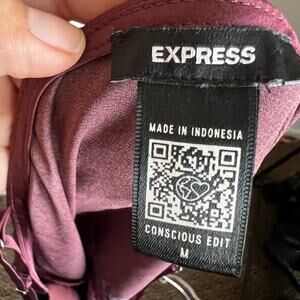 EXPRESS
MADE IN INDONESIA
CONSCIOUS EDIT
M